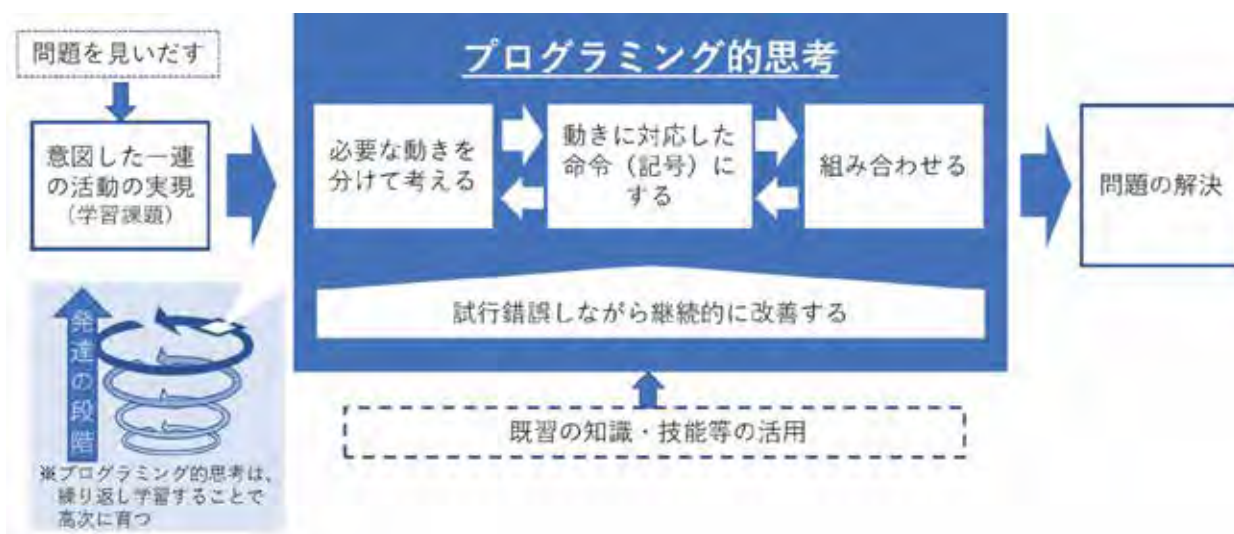 問題を見いだす
意図した一連
の活動の実現
(学習課題)
プログラミング的思考
必要な動きを
分けて考える
動きに対応した
命令(記号)に
する
組み合わせる
試行錯誤しながら継続的に改善する
問題の解決
既習の知識・技能等の活用
発達の段階
※プログラミング的思考は、
繰り返し学習することで
高次に育つ